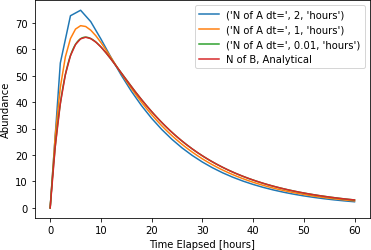 ('N of A dt=', 2, 'hours')
('N of A dt=', 1, 'hours')
('N of A dt=', 0.01, 'hours')
N of B, Analytical
Abundance
70
60
50
40
30
20
10
0
0
10
20
30
40
50
60
Time Elapsed [hours]